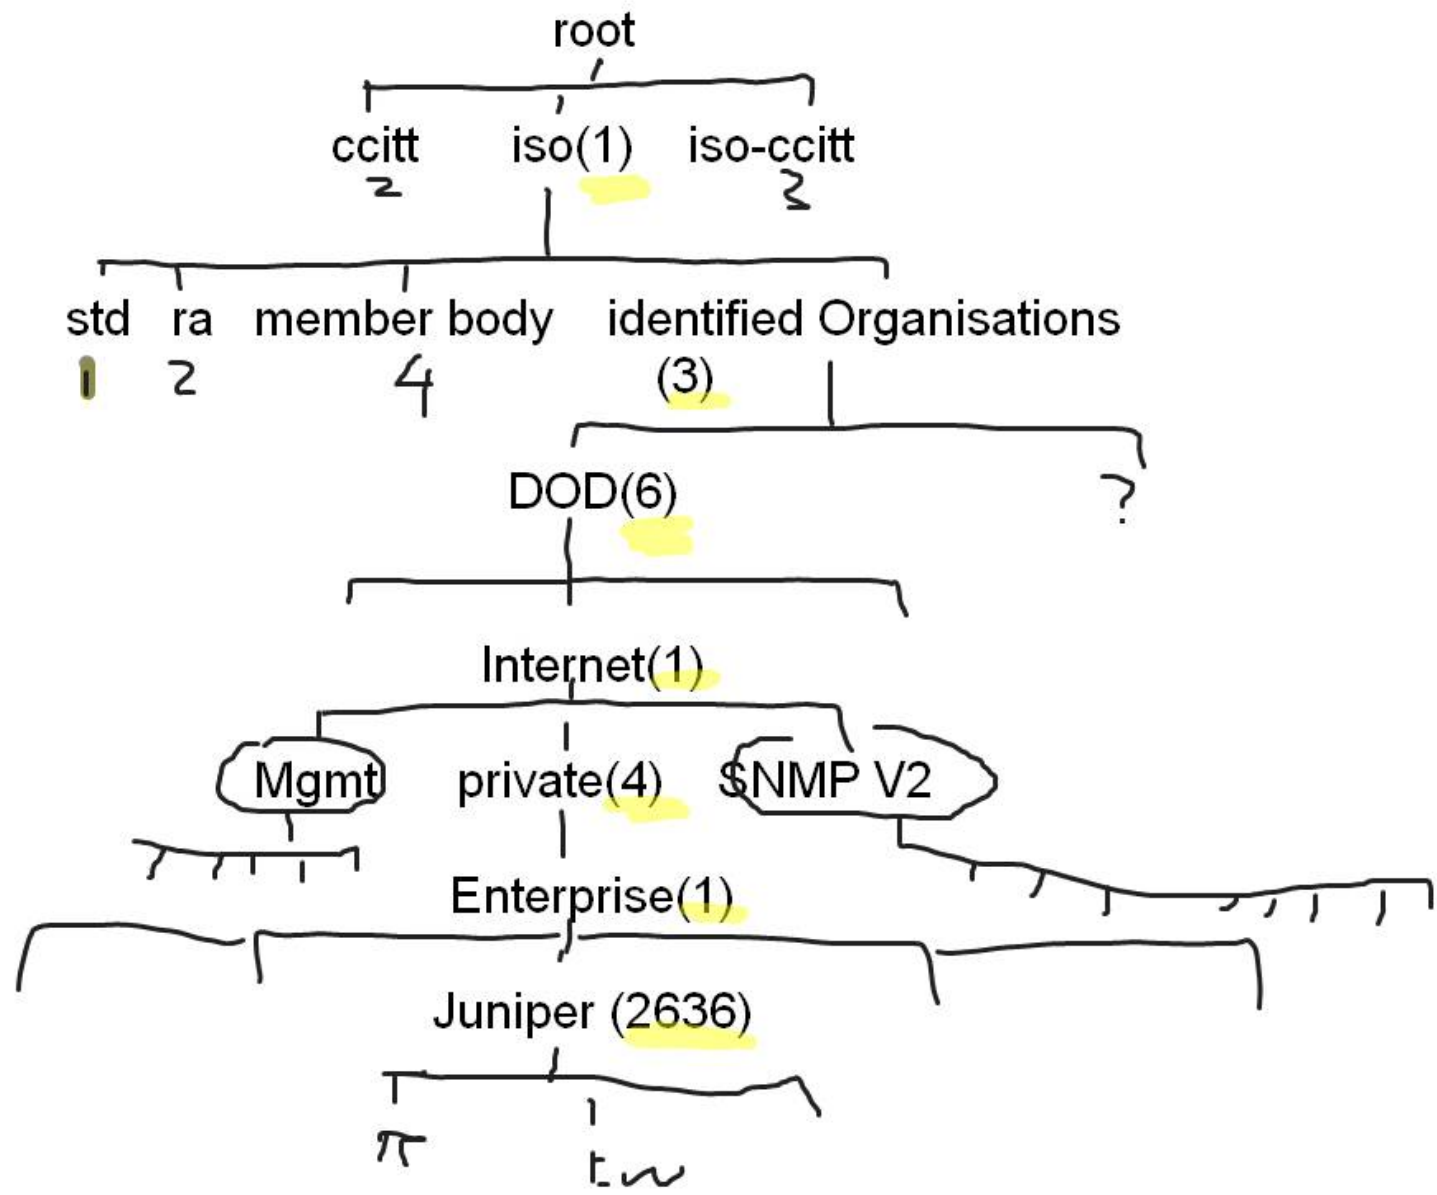 root
ccitt iso(1) iso-ccitt
2 3
std ra member body identified Organisations
1 2 4 (3)
DOD(6) ?
Internet(1)
Mgmt private(4) SNMP V2
Enterprise(1)
Juniper (2636)
π